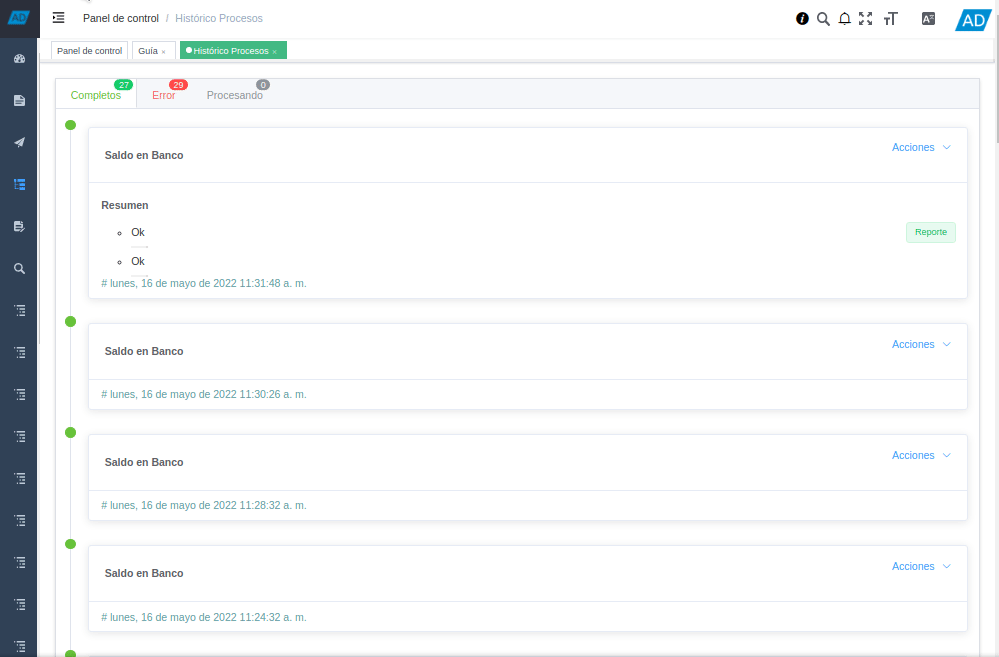 AD
Panel de control / Histórico Procesos
AD
Panel de control
Guía ×
Histórico Procesos ×
Completos 27
Error 29
Procesando 0
Saldo en Banco
Acciones
Resumen
Ok
Reporte
Ok
# lunes, 16 de mayo de 2022 11:31:48 a. m.
Saldo en Banco
Acciones
# lunes, 16 de mayo de 2022 11:30:26 a. m.
Saldo en Banco
Acciones
# lunes, 16 de mayo de 2022 11:28:32 a. m.
Saldo en Banco
Acciones
# lunes, 16 de mayo de 2022 11:24:32 a. m.